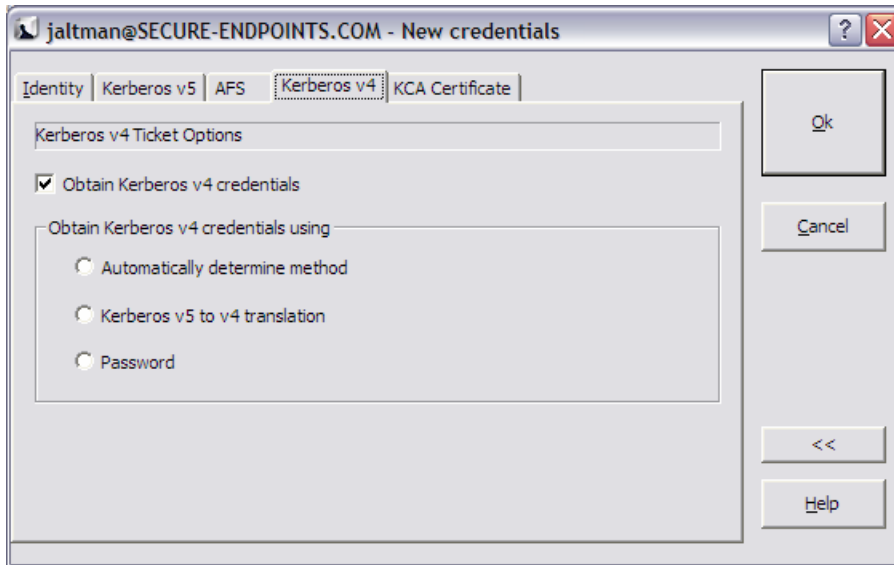 jaltman@SECURE-ENDPOINTS.COM - New credentials
?
X
Identity
Kerberos v5
AFS
Kerberos v4
KCA Certificate
Kerberos v4 Ticket Options
Obtain Kerberos v4 credentials
Obtain Kerberos v4 credentials using
Automatically determine method
Kerberos v5 to v4 translation
Password
Ok
Cancel
<<
Help